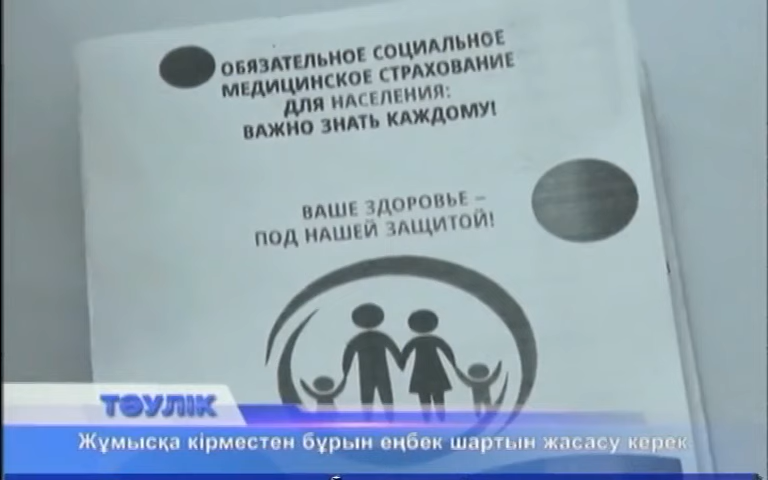 ОБЯЗАТЕЛЬНОЕ СОЦИАЛЬНОЕ
МЕДИЦИНСКОЕ СТРАХОВАНИЕ
ДЛЯ НАСЕЛЕНИЯ:
ВАЖНО ЗНАТЬ КАЖДОМУ!
ВАШЕ ЗДОРОВЬЕ –
ПОД НАШЕЙ ЗАЩИТОЙ!
ТӘУЛІК
Жұмысқа кірместен бұрын еңбек шартын жасасу керек